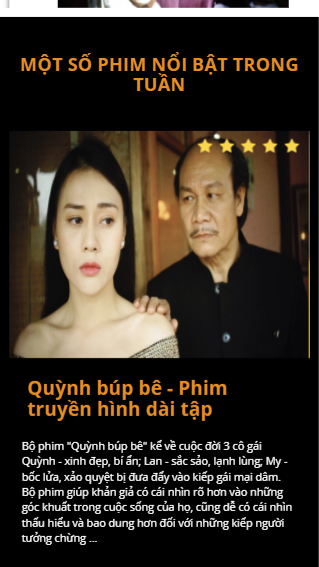 MỘT SỐ PHIM NỔI BẬT TRONG
TUẦN
Quỳnh búp bê - Phim
truyền hình dài tập
Bộ phim "Quỳnh búp bê" kể về cuộc đời 3 cô gái
Quỳnh - xinh đẹp, bí ẩn; Lan - sắc sảo, lạnh lùng; My -
bốc lửa, xảo quyệt bị đưa đẩy vào kiếp gái mại dâm.
Bộ phim giúp khán giả có cái nhìn rõ hơn vào những
góc khuất trong cuộc sống của họ, cũng dễ có cái nhìn
thấu hiểu và bao dung hơn đối với những kiếp người
tưởng chừng ...